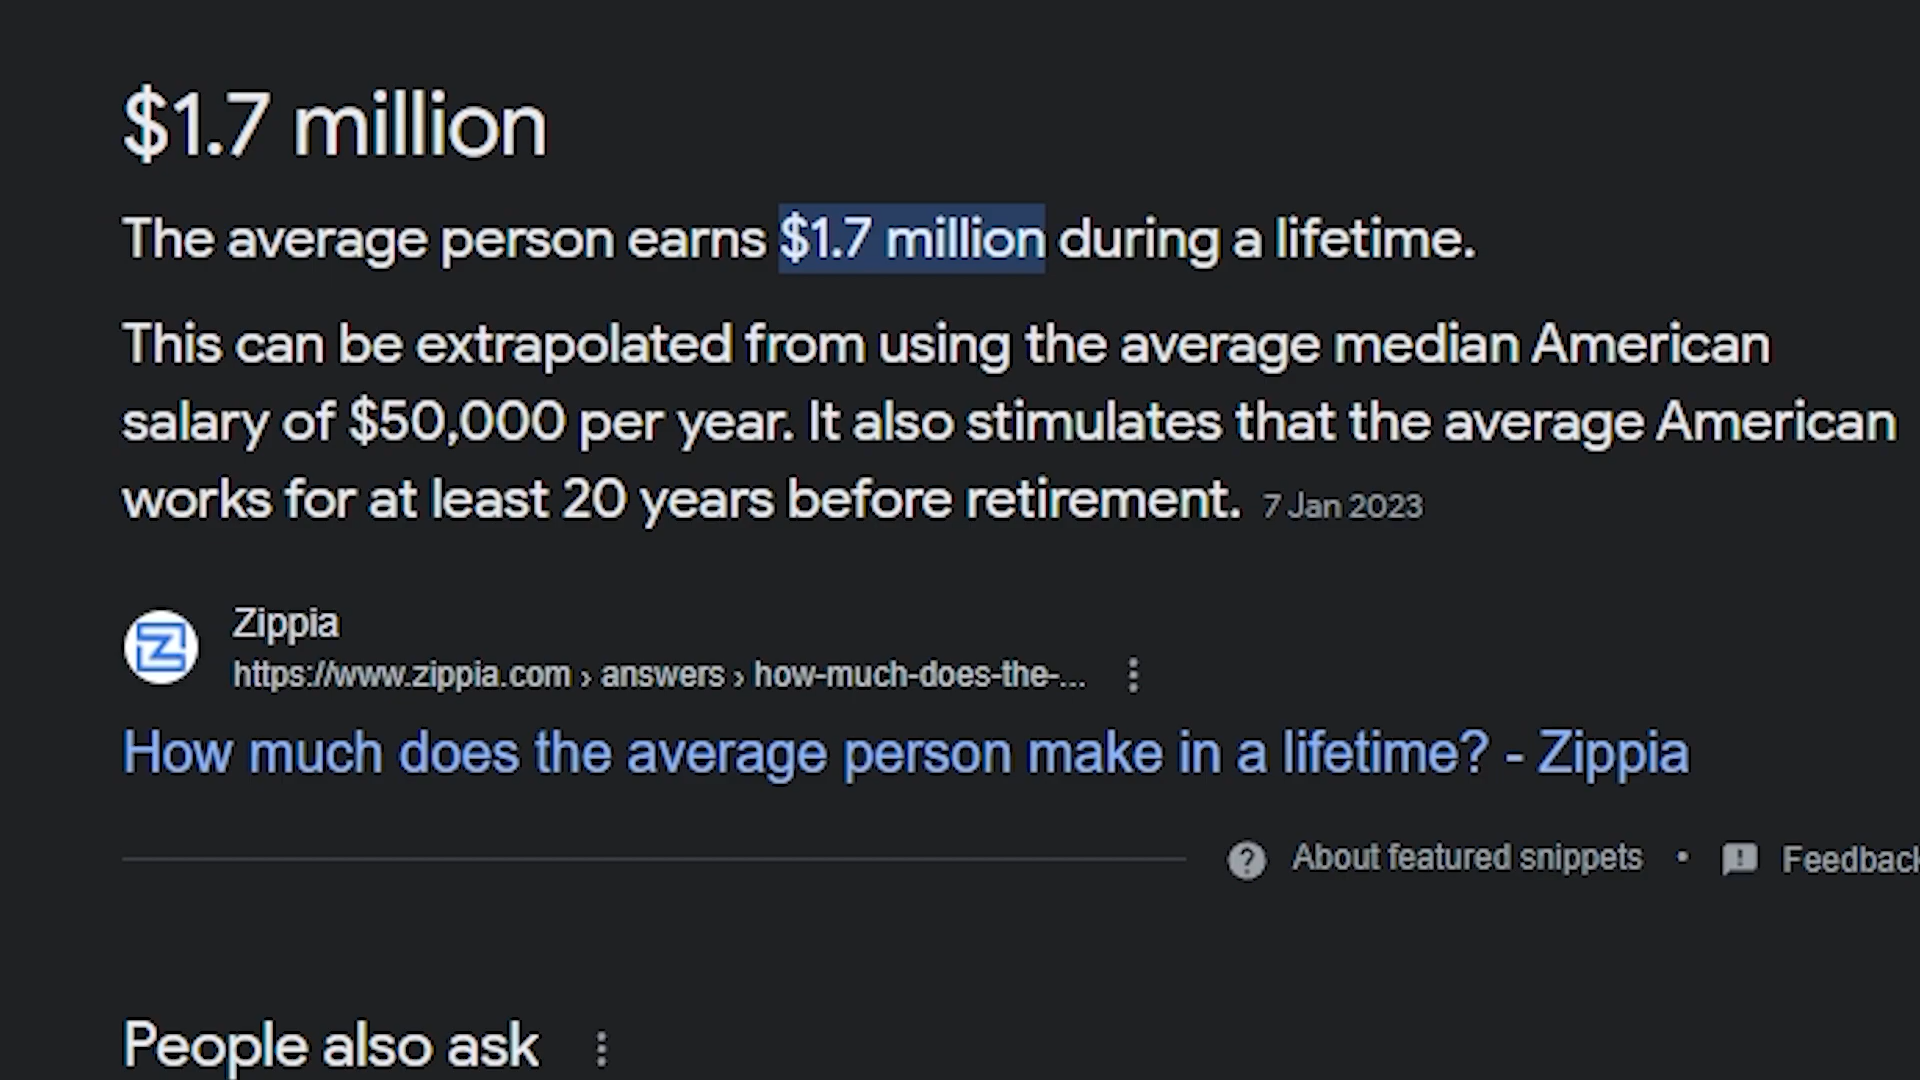 $1.7 million
The average person earns $1.7 million during a lifetime.
This can be extrapolated from using the average median American
salary of $50,000 per year. It also stimulates that the average American
works for at least 20 years before retirement. 7 Jan 2023
Zippia
https://www.zippia.com › answers › how-much-does-the-...
How much does the average person make in a lifetime? - Zippia
About featured snippets • Feedback
People also ask